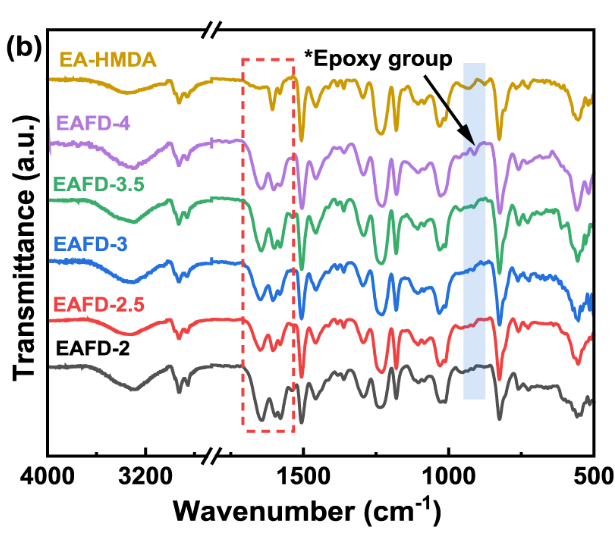 (b)
EA-HMDA
*Epoxy group
EAFD-4
EAFD-3.5
EAFD-3
EAFD-2.5
EAFD-2
Transmittance (a.u.)
4000 3200 1500 1000 500
Wavenumber (cm⁻¹)